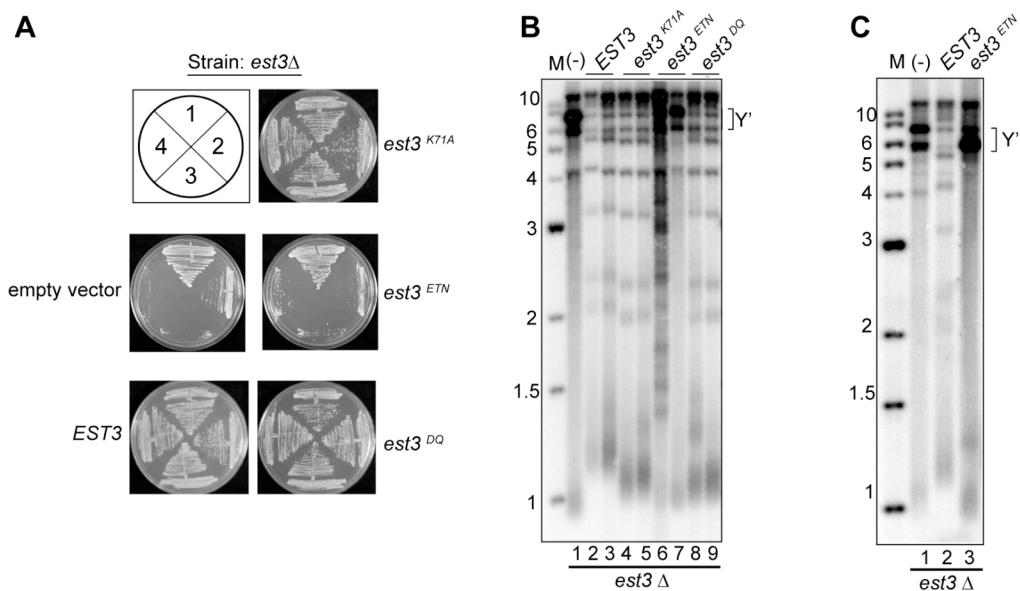 A
Strain: est3Δ
1
4 2
3
est3 K71A
empty vector
est3 ETN
EST3
est3 DQ
B
M (-) EST3 est3 K71A est3 ETN est3 DQ
10
6
5
4
3
2
1.5
1
Y'
1 2 3 4 5 6 7 8 9
est3 Δ
C
M (-) EST3 est3 ETN
10
6
5
4
3
2
1.5
1
Y'
1 2 3
est3 Δ